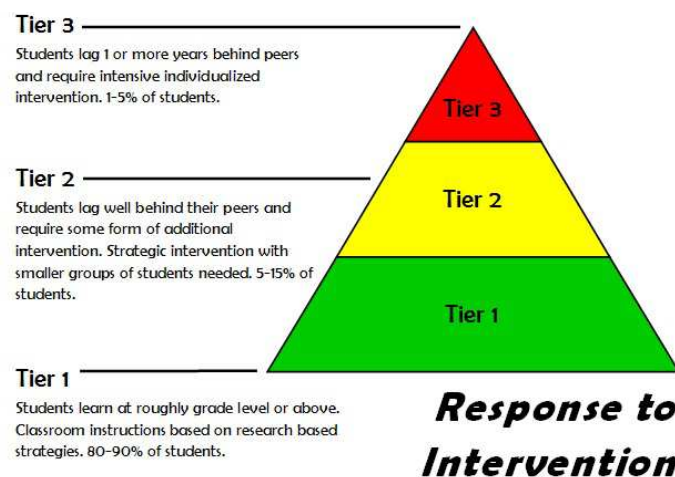 Tier 3
Students lag 1 or more years behind peers
and require intensive individualized
intervention. 1-5% of students.
Tier 3
Tier 2
Students lag well behind their peers and
require some form of additional
intervention. Strategic intervention with
smaller groups of students needed. 5-15% of
students.
Tier 2
Tier 1
Tier 1
Students learn at roughly grade level or above.
Classroom instructions based on research based
strategies. 80-90% of students.
Response to
Intervention